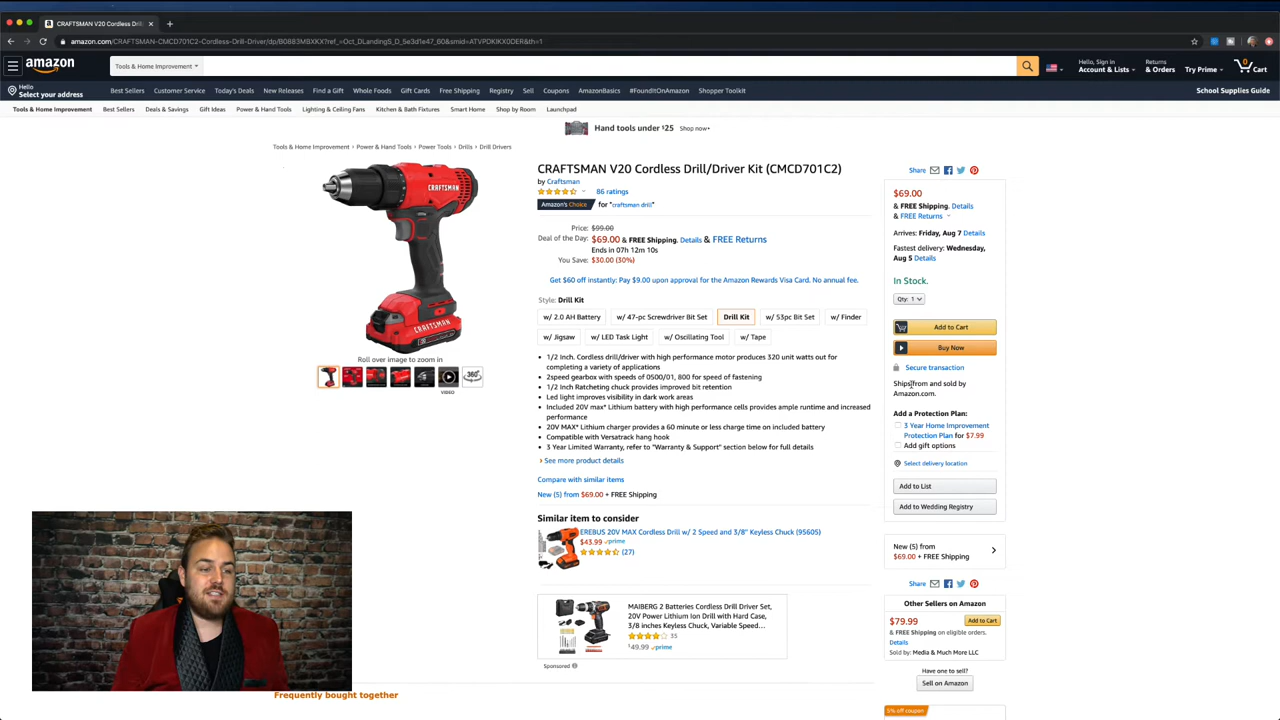 CRAFTSMAN V20 Cordless Drill
amazon.com/CRAFTSMAN-CMCD701C2-Cordless-Drill-Driver/dp/B0883MBXKX?ref_=Oct_DLandingS_D_5e3d1e47_60&smid=ATVPDKIKX0DER&th=1
amazon
Tools & Home Improvement
Hello, Sign in
Account & Lists
Returns
& Orders
Try Prime
0
Cart
Hello
Select your address
Best Sellers Customer Service Today's Deals New Releases Find a Gift Whole Foods Gift Cards Free Shipping Registry Sell Coupons AmazonBasics #FoundItOnAmazon Shopper Toolkit
School Supplies Guide
Tools & Home Improvement Best Sellers Deals & Savings Gift Ideas Power & Hand Tools Lighting & Ceiling Fans Kitchen & Bath Fixtures Smart Home Shop by Room Launchpad
Hand tools under $25 Shop now›
Tools & Home Improvement › Power & Hand Tools › Power Tools › Drills › Drill Drivers
CRAFTSMAN
CRAFTSMAN
Roll over image to zoom in
VIDEO
360°
CRAFTSMAN V20 Cordless Drill/Driver Kit (CMCD701C2)
by Craftsman
86 ratings
Amazon's Choice for "craftsman drill"
Price: $99.00
Deal of the Day: $69.00 & FREE Shipping. Details & FREE Returns
Ends in 07h 12m 10s
You Save: $30.00 (30%)
Get $60 off instantly: Pay $9.00 upon approval for the Amazon Rewards Visa Card. No annual fee.
Style: Drill Kit
w/ 2.0 AH Battery
w/ 47-pc Screwdriver Bit Set
Drill Kit
w/ 53pc Bit Set
w/ Finder
w/ Jigsaw
w/ LED Task Light
w/ Oscillating Tool
w/ Tape
• 1/2 Inch. Cordless drill/driver with high performance motor produces 320 unit watts out for
completing a variety of applications
• 2speed gearbox with speeds of 0500/01, 800 for speed of fastening
• 1/2 Inch Ratcheting chuck provides improved bit retention
• Led light improves visibility in dark work areas
• Included 20V max* Lithium battery with high performance cells provides ample runtime and increased
performance
• 20V MAX* Lithium charger provides a 60 minute or less charge time on included battery
• Compatible with Versatrack hang hook
• 3 Year Limited Warranty, refer to "Warranty & Support" section below for full details
› See more product details
Compare with similar items
New (5) from $69.00 + FREE Shipping
Similar item to consider
EREBUS 20V MAX Cordless Drill w/ 2 Speed and 3/8" Keyless Chuck (95605)
$43.99 prime
(27)
MAIBERG 2 Batteries Cordless Drill Driver Set,
20V Power Lithium Ion Drill with Hard Case,
3/8 inches Keyless Chuck, Variable Speed...
35
$49.99 prime
Sponsored
Frequently bought together
Share
$69.00
& FREE Shipping. Details
& FREE Returns
Arrives: Friday, Aug 7 Details
Fastest delivery: Wednesday,
Aug 5 Details
In Stock.
Qty: 1
Add to Cart
Buy Now
Secure transaction
Ships from and sold by
Amazon.com.
Add a Protection Plan:
3 Year Home Improvement
Protection Plan for $7.99
Add gift options
Select delivery location
Add to List
Add to Wedding Registry
New (5) from
$69.00 + FREE Shipping
Share
Other Sellers on Amazon
$79.99
Add to Cart
& FREE Shipping on eligible orders.
Details
Sold by: Media & Much More LLC
Have one to sell?
Sell on Amazon
5% off coupon